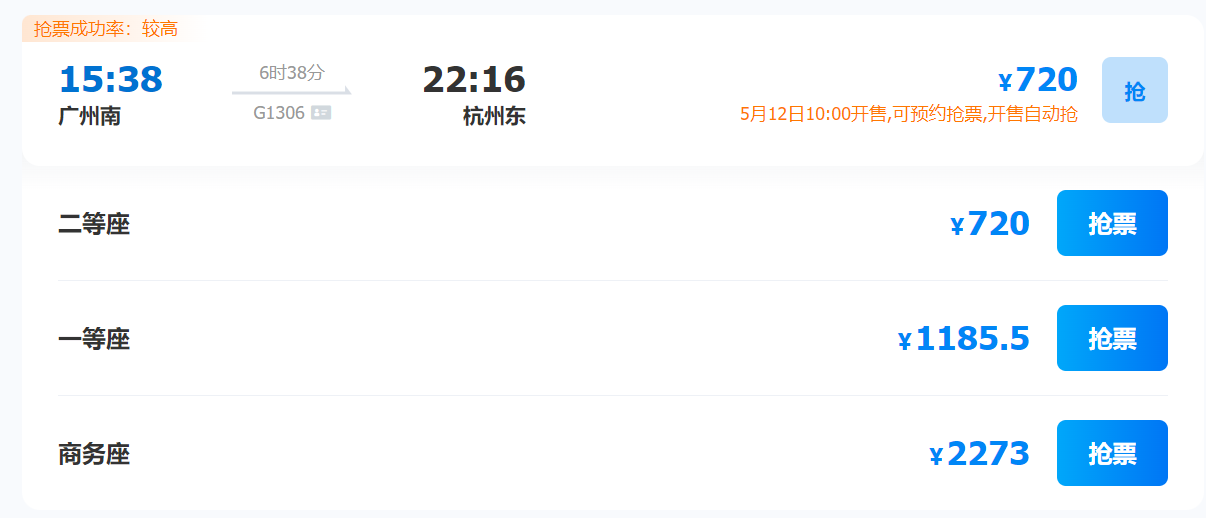 抢票成功率：较高
15:38 6时38分 22:16 ¥720 抢
广州南 G1306 杭州东 5月12日10:00开售,可预约抢票,开售自动抢
二等座 ¥720 抢票
一等座 ¥1185.5 抢票
商务座 ¥2273 抢票